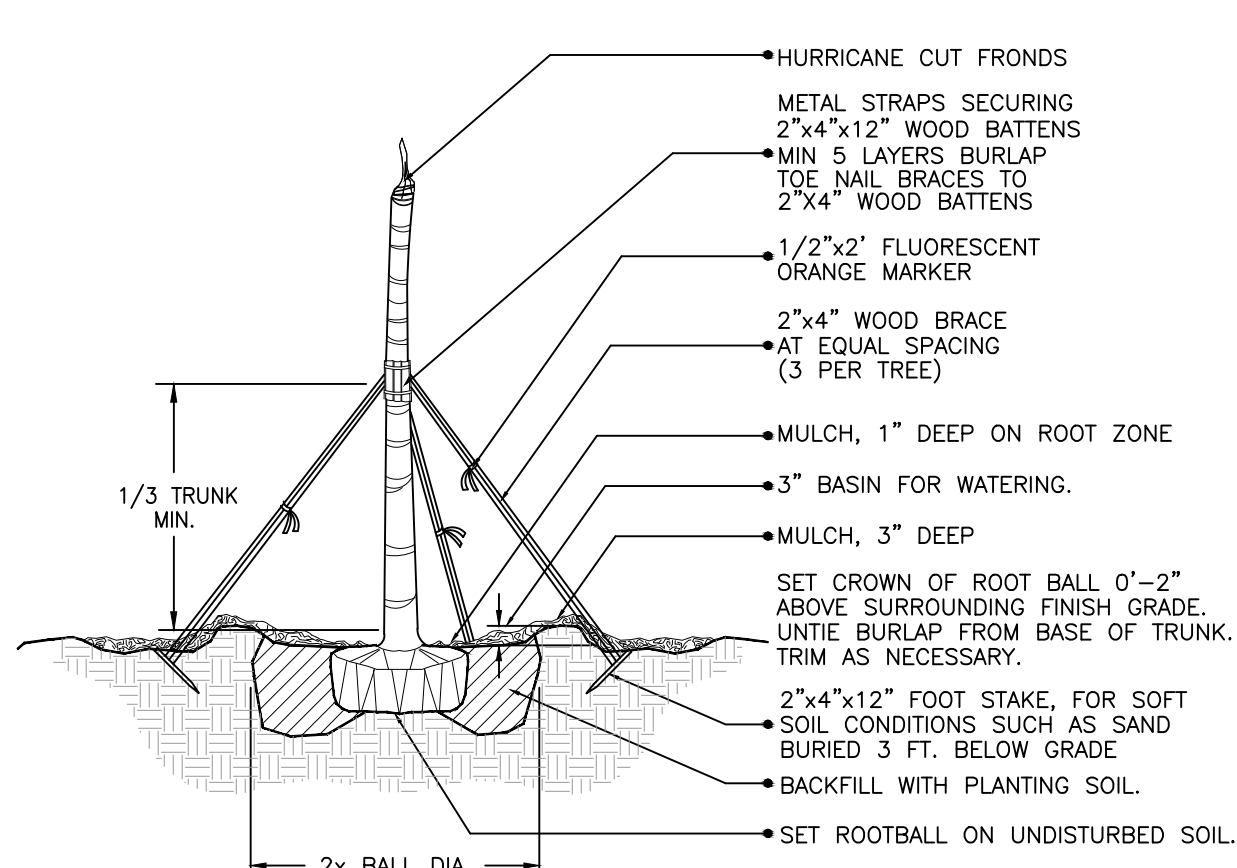 HURRICANE CUT FRONDS
METAL STRAPS SECURING
2"x4"x12" WOOD BATTENS
MIN 5 LAYERS BURLAP
TOE NAIL BRACES TO
2"X4" WOOD BATTENS
1/2"x2' FLUORESCENT
ORANGE MARKER
2"x4" WOOD BRACE
AT EQUAL SPACING
(3 PER TREE)
MULCH, 1" DEEP ON ROOT ZONE
3" BASIN FOR WATERING.
MULCH, 3" DEEP
SET CROWN OF ROOT BALL 0'-2"
ABOVE SURROUNDING FINISH GRADE.
UNTIE BURLAP FROM BASE OF TRUNK.
TRIM AS NECESSARY.
2"x4"x12" FOOT STAKE, FOR SOFT
SOIL CONDITIONS SUCH AS SAND
BURIED 3 FT. BELOW GRADE
BACKFILL WITH PLANTING SOIL.
SET ROOTBALL ON UNDISTURBED SOIL.
1/3 TRUNK
MIN.
2x BALL DIA